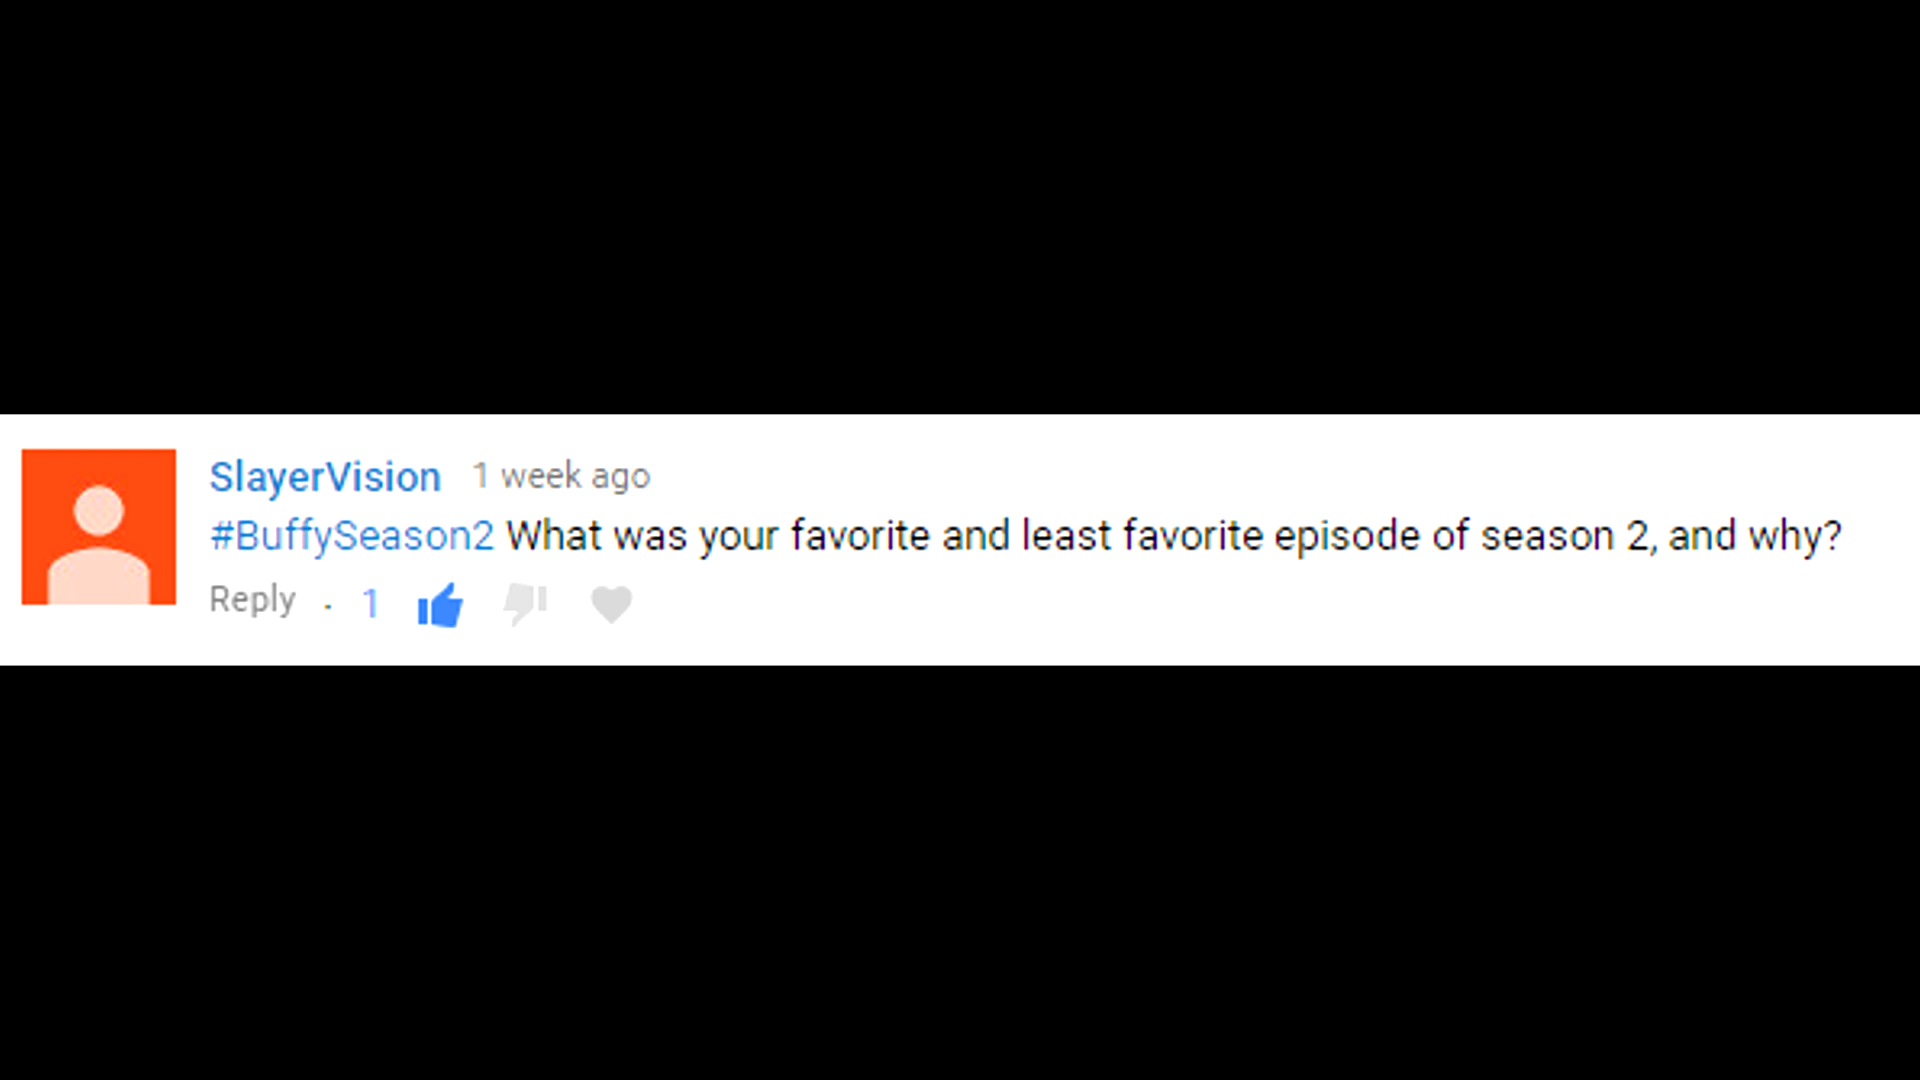 SlayerVision 1 week ago
#BuffySeason2 What was your favorite and least favorite episode of season 2, and why?
Reply · 1